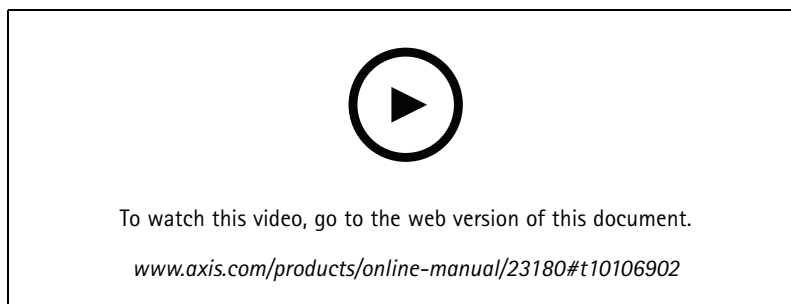 To watch this video, go to the web version of this document.
www.axis.com/products/online-manual/23180#t10106902